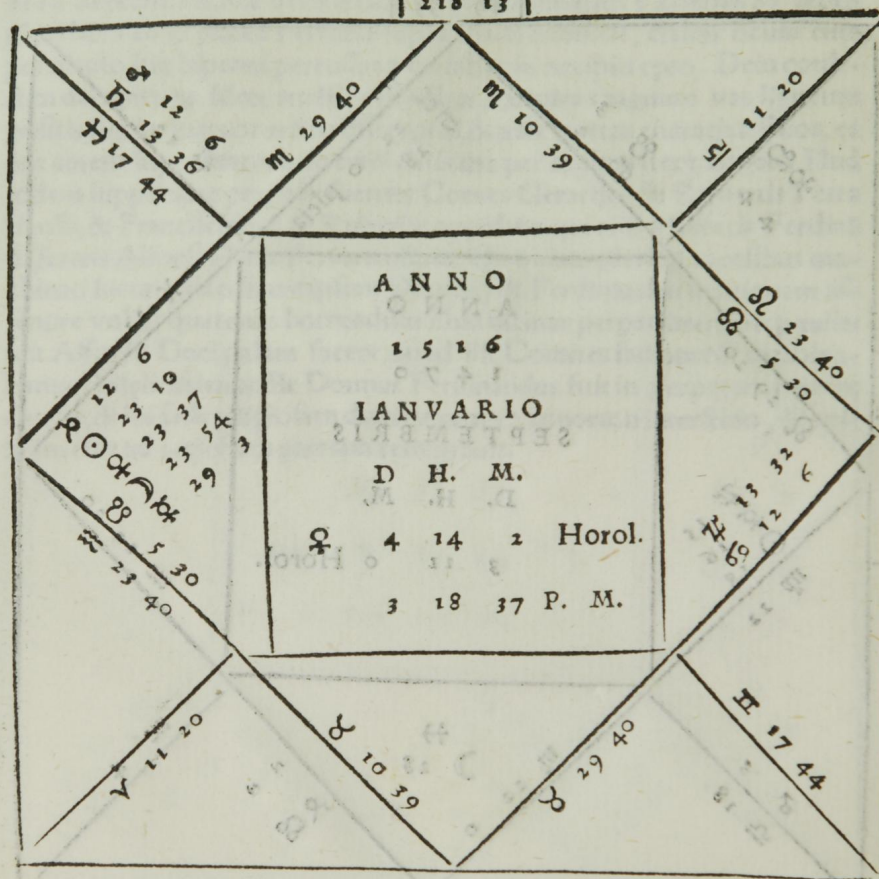 218 13
♏ 29 40
♏ 10 39
♎ 11 20
♂ 12 6
♄ 17 36
♐ 17 44
ANNO
1516
IANVARIO
D H. M.
♀ 4 14 2 Horol.
3 18 37 P. M.
♌ 23 40
☊ 5 30
♃ 13 32
♋ 12 6
♑ 12 6
☉ 23 19
23 37
☽ 23 54
☿ 29 3
☋ 5 30
♒ 23 40
♈ 11 20
♉ 10 39
♉ 29 40
♊ 17 44